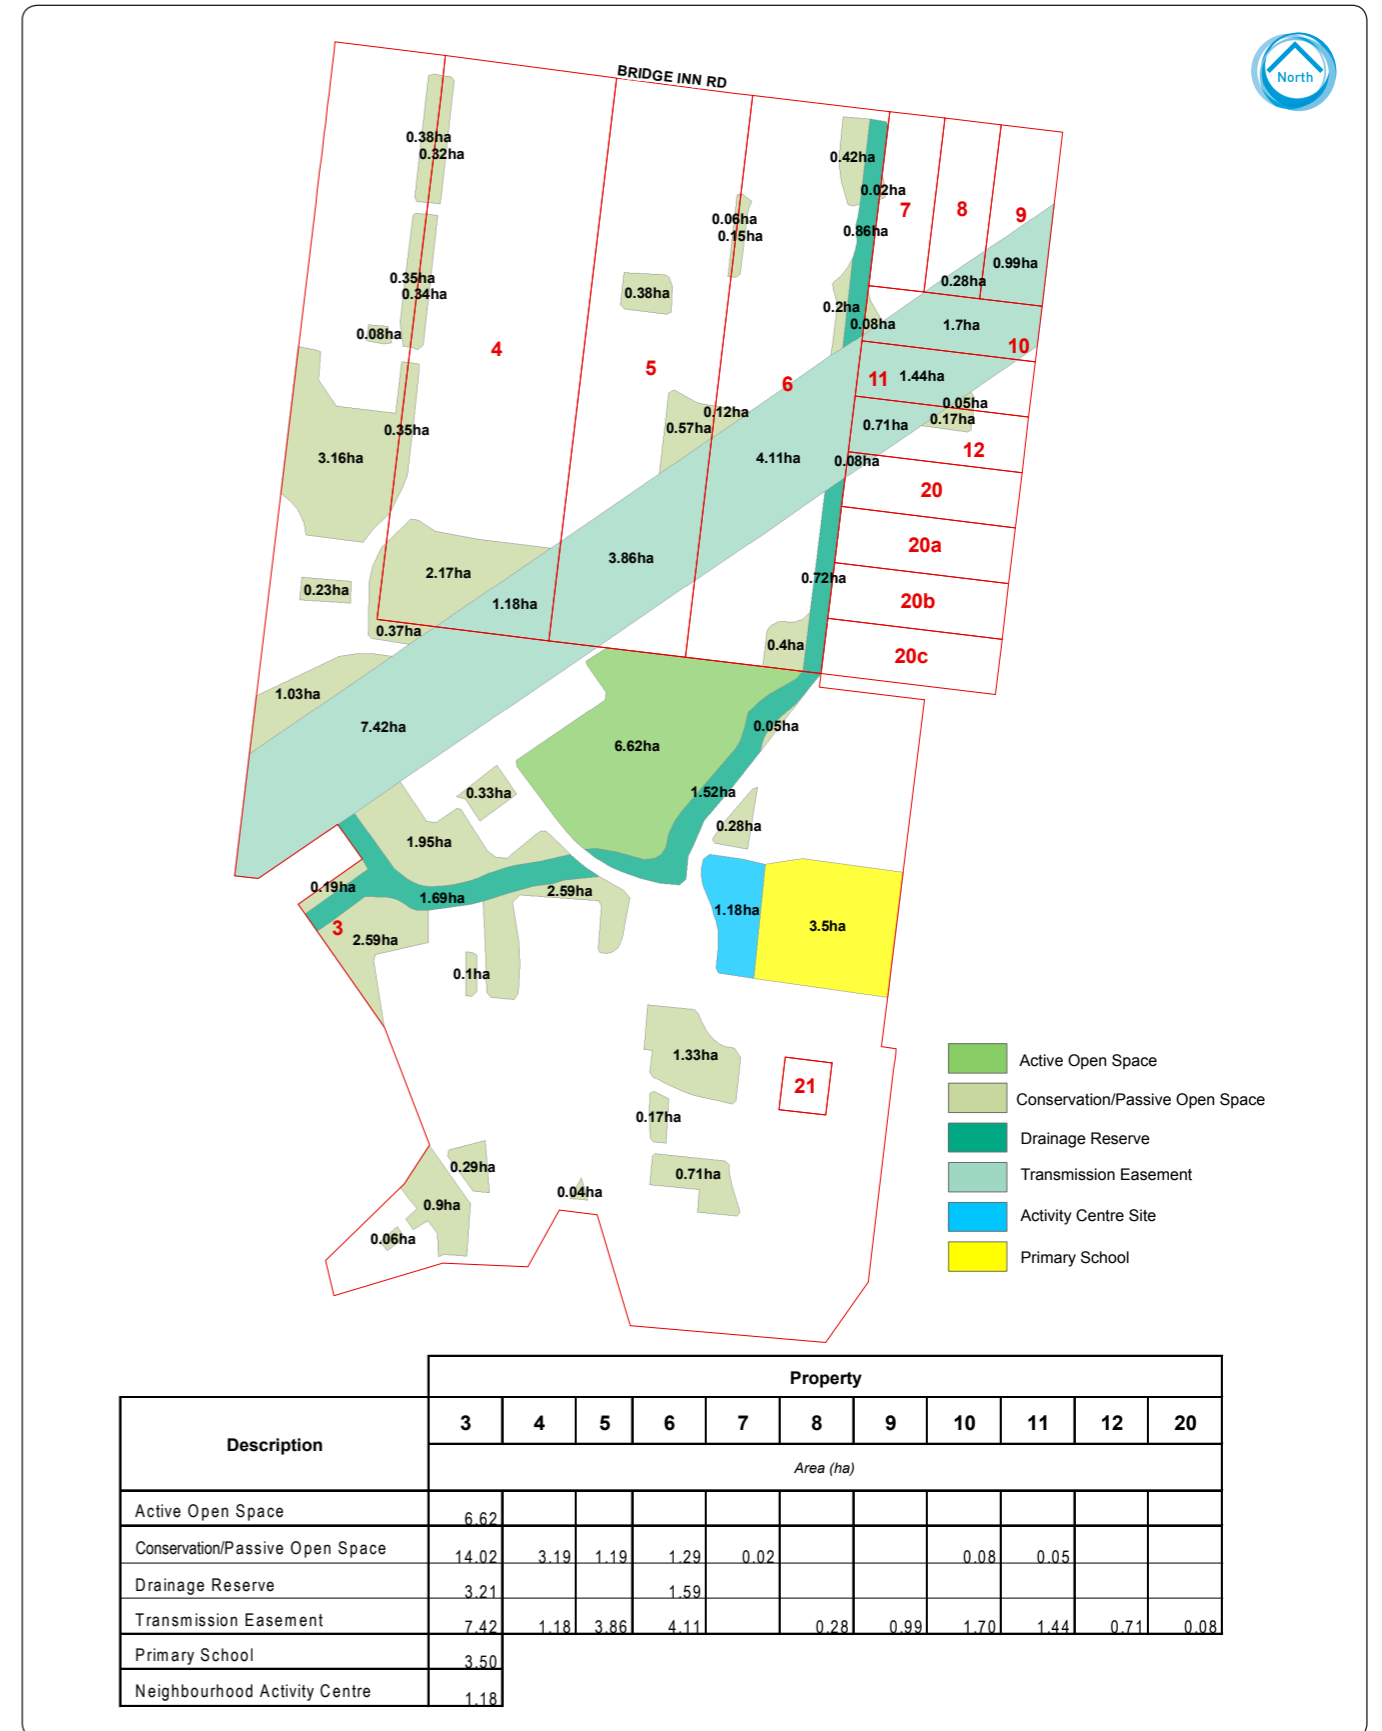 North
BRIDGE INN RD
0.38ha
0.32ha
0.42ha
0.02ha
7
8
9
0.06ha
0.15ha
0.86ha
0.99ha
0.35ha
0.34ha
0.38ha
0.28ha
0.2ha
0.08ha
1.7ha
0.08ha
4
5
6
10
11
1.44ha
0.05ha
0.12ha
0.17ha
0.35ha
0.57ha
0.71ha
3.16ha
4.11ha
0.08ha
12
20
20a
3.86ha
2.17ha
0.72ha
0.23ha
1.18ha
20b
0.37ha
0.4ha
20c
1.03ha
7.42ha
0.05ha
6.62ha
0.33ha
1.52ha
0.28ha
1.95ha
0.19ha
1.69ha
2.59ha
1.18ha
3.5ha
3
2.59ha
0.1ha
1.33ha
21
0.17ha
0.29ha
0.71ha
0.04ha
0.9ha
0.06ha
Active Open Space
Conservation/Passive Open Space
Drainage Reserve
Transmission Easement
Activity Centre Site
Primary School
Property
Description 3 4 5 6 7 8 9 10 11 12 20
Area (ha)
Active Open Space 6.62
Conservation/Passive Open Space 14.02 3.19 1.19 1.29 0.02 0.08 0.05
Drainage Reserve 3.21 1.59
Transmission Easement 7.42 1.18 3.86 4.11 0.28 0.99 1.70 1.44 0.71 0.08
Primary School 3.50
Neighbourhood Activity Centre 1.18